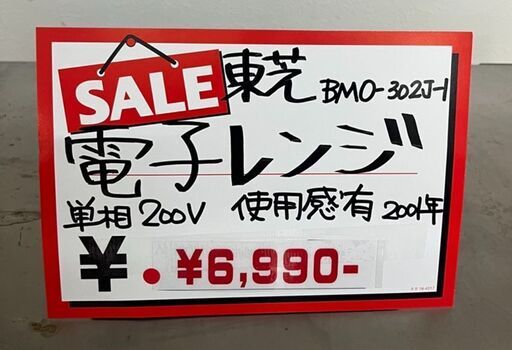 SALE 東芝 BMO-302J-1
電子レンジ
単相200V 使用感有 2001年
¥. ¥6,990-